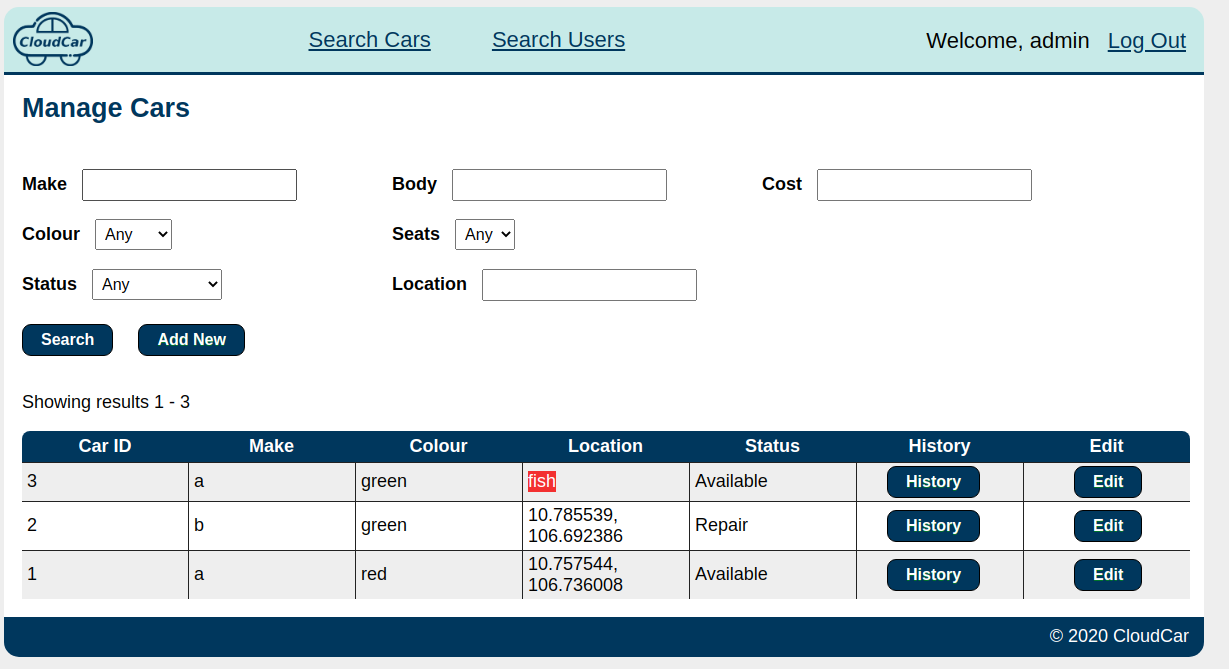 CloudCar
Search Cars Search Users Welcome, admin Log Out
Manage Cars
Make Body Cost
Colour Any Seats Any
Status Any Location
Search Add New
Showing results 1 - 3
Car ID Make Colour Location Status History Edit
3 a green fish Available History Edit
2 b green 10.785539, 106.692386 Repair History Edit
1 a red 10.757544, 106.736008 Available History Edit
© 2020 CloudCar